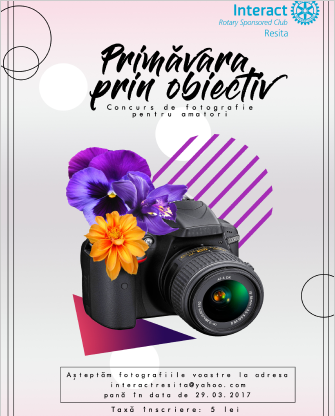 Interact
Rotary Sponsored Club
Resita
Primăvara
prin obiectiv
Concurs de fotografie
pentru amatori
Așteptăm fotografiile voastre la adresa
interactresita@yahoo.com
pană în data de 29.03.2017
Taxă înscriere: 5 lei